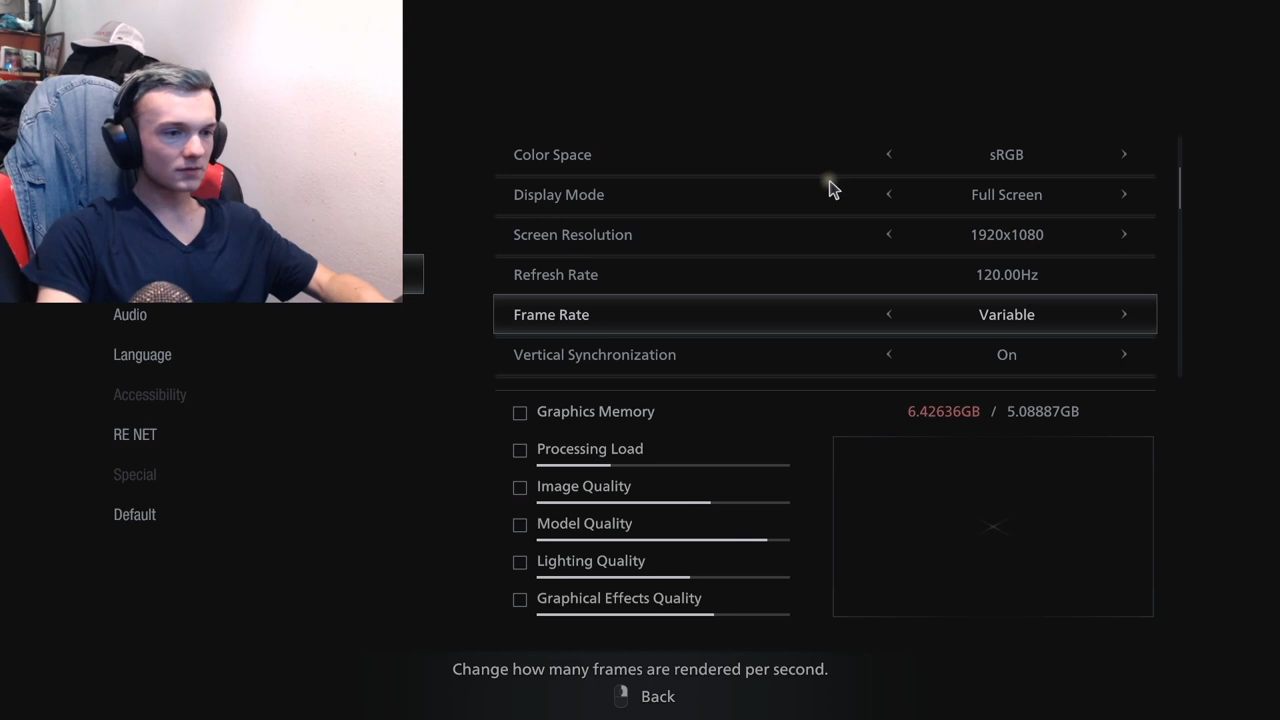 Color Space
sRGB
Display Mode
Full Screen
Screen Resolution
1920x1080
Refresh Rate
120.00Hz
Frame Rate
Variable
Vertical Synchronization
On
Audio
Language
Accessibility
RE NET
Special
Default
Graphics Memory
6.42636GB / 5.08887GB
Processing Load
Image Quality
Model Quality
Lighting Quality
Graphical Effects Quality
Change how many frames are rendered per second.
Back